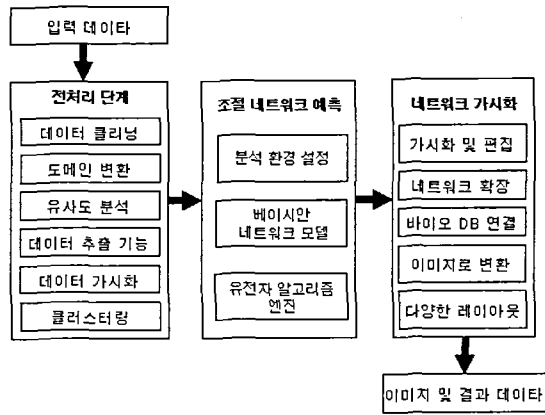 입력 데이타
전처리 단계
데이터 클리닝
도메인 변환
유사도 분석
데이타 추출 기능
데이타 가시화
클러스터링
조절 네트워크 예측
분석 환경 설정
베이시안
네트워크 모델
유전자 알고리즘
엔진
네트워크 가시화
가시화 및 편집
네트워크 확장
바이오 DB 연결
이미지로 변환
다양한 레이아웃
이미지 및 결과 데이타